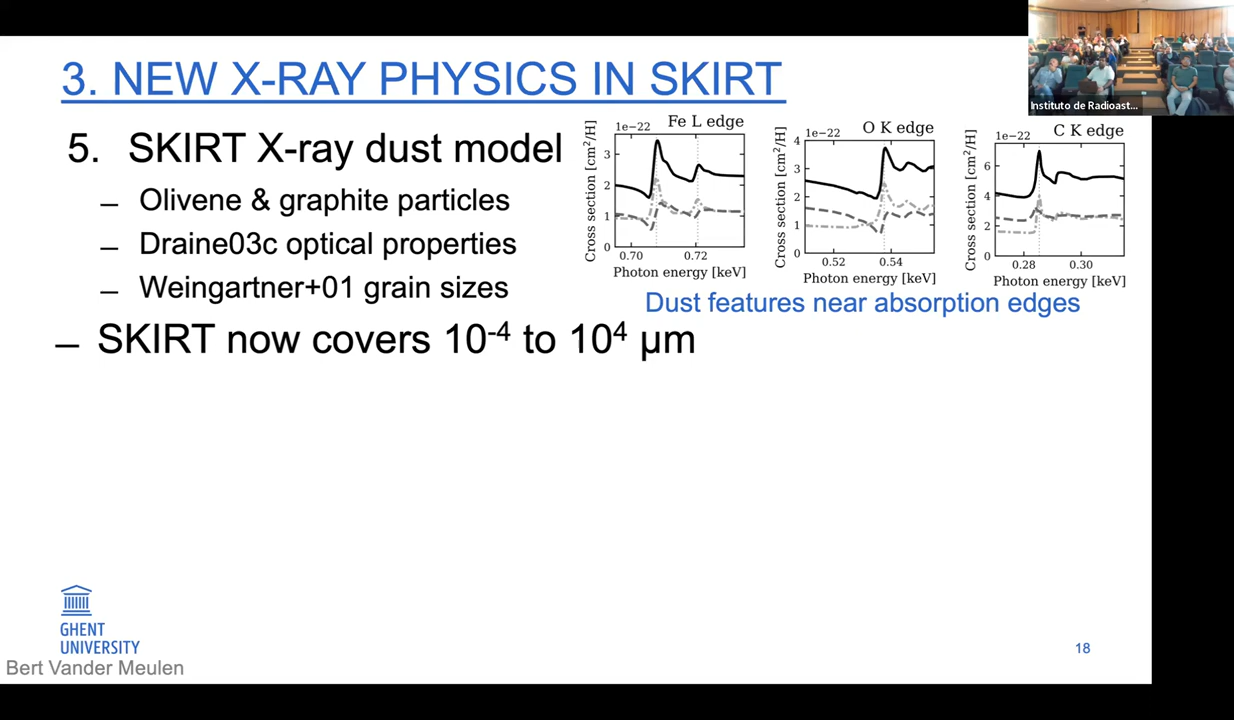 3. NEW X-RAY PHYSICS IN SKIRT
Instituto de Radioast...
5. SKIRT X-ray dust model
– Olivene & graphite particles
– Draine03c optical properties
– Weingartner+01 grain sizes
– SKIRT now covers 10⁻⁴ to 10⁴ µm
1e−22
Fe L edge
Cross section [cm²/H]
3
2
1
0
0.70
0.72
Photon energy [keV]
1e−22
O K edge
Cross section [cm²/H]
4
3
2
1
0
0.52
0.54
Photon energy [keV]
1e−22
C K edge
Cross section [cm²/H]
6
4
2
0
0.28
0.30
Photon energy [keV]
Dust features near absorption edges
GHENT
UNIVERSITY
Bert Vander Meulen
18